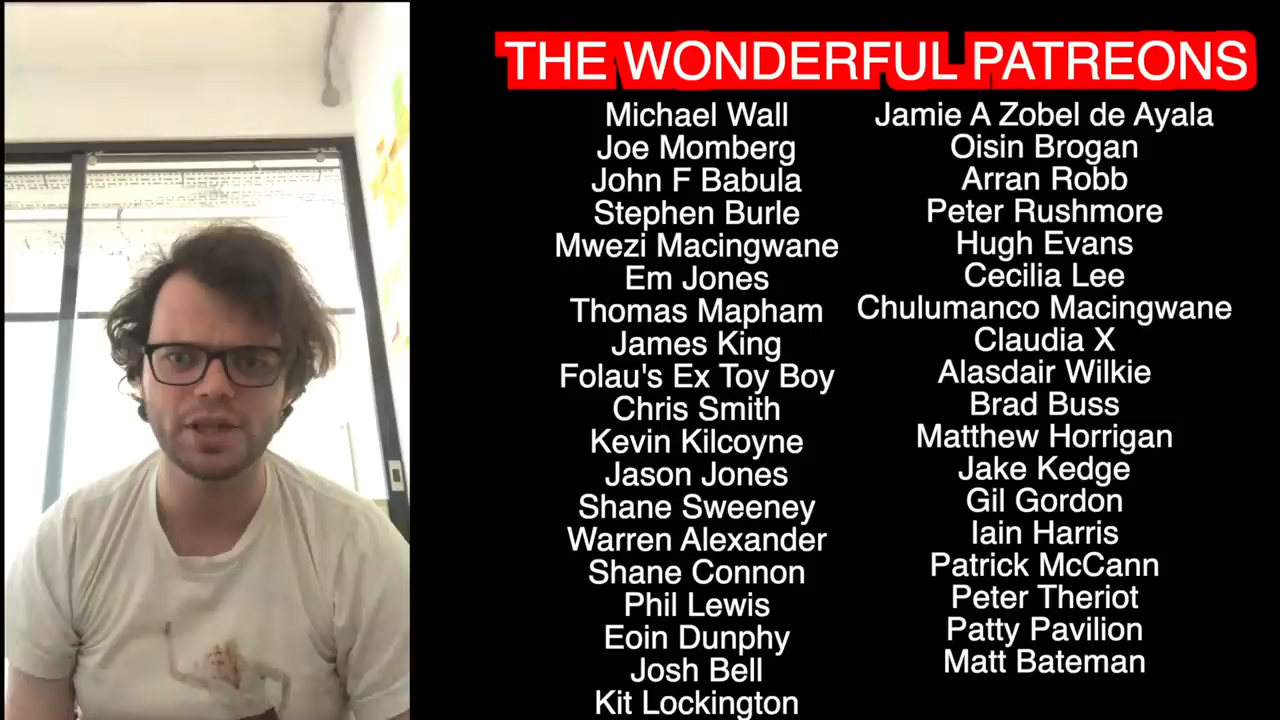 THE WONDERFUL PATREONS
Michael Wall
Joe Momberg
John F Babula
Stephen Burle
Mwezi Macingwane
Em Jones
Thomas Mapham
James King
Folau's Ex Toy Boy
Chris Smith
Kevin Kilcoyne
Jason Jones
Shane Sweeney
Warren Alexander
Shane Connon
Phil Lewis
Eoin Dunphy
Josh Bell
Kit Lockington
Jamie A Zobel de Ayala
Oisin Brogan
Arran Robb
Peter Rushmore
Hugh Evans
Cecilia Lee
Chulumanco Macingwane
Claudia X
Alasdair Wilkie
Brad Buss
Matthew Horrigan
Jake Kedge
Gil Gordon
Iain Harris
Patrick McCann
Peter Theriot
Patty Pavilion
Matt Bateman